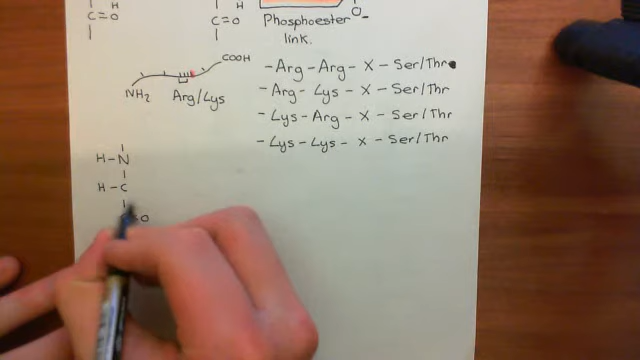 H H
C=O C=O Phosphoester O-
link.
COOH
NH2 Arg/Lys
-Arg-Arg-X-Ser/Thr
-Arg-Lys-X-Ser/Thr
-Lys-Arg-X-Ser/Thr
-Lys-Lys-X-Ser/Thr
H-N
H-C
O